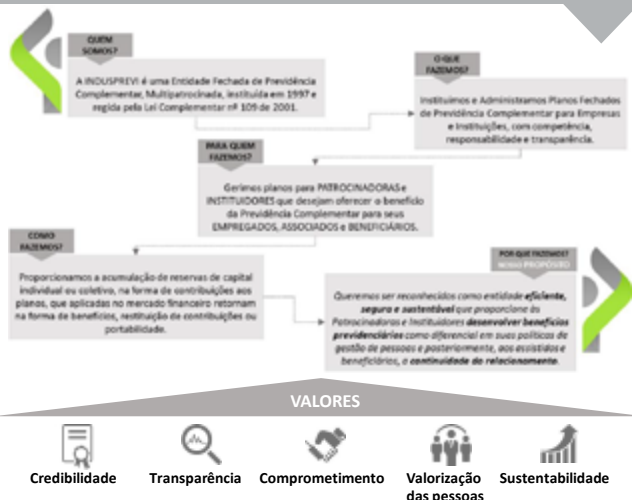 QUEM
SOMOS?
A INDUSPREVI é uma Entidade Fechada de Previdência
Complementar, Multipatrocinada, instituída em 1997 e
regida pela Lei Complementar nº 109 de 2001.
O QUE
FAZEMOS?
Instituímos e Administramos Planos Fechados
de Previdência Complementar para Empresas
e Instituições, com competência,
responsabilidade e transparência.
PARA QUEM
FAZEMOS?
Gerimos planos para PATROCINADORAS e
INSTITUIDORES que desejam oferecer o benefício
da Previdência Complementar para seus
EMPREGADOS, ASSOCIADOS e BENEFICIÁRIOS.
COMO
FAZEMOS?
Proporcionamos a acumulação de reservas de capital
individual ou coletivo, na forma de contribuições aos
planos, que aplicadas no mercado financeiro retornam
na forma de benefícios, restituição de contribuições ou
portabilidade.
POR QUE FAZEMOS?
NOSSO PROPÓSITO
Queremos ser reconhecidos como entidade eficiente,
segura e sustentável que proporcione às
Patrocinadoras e Instituidores desenvolver benefícios
previdenciários como diferencial em suas políticas de
gestão de pessoas e posteriormente, aos assistidos e
beneficiários, a continuidade do relacionamento.
VALORES
Credibilidade
Transparência
Comprometimento
Valorização
das pessoas
Sustentabilidade